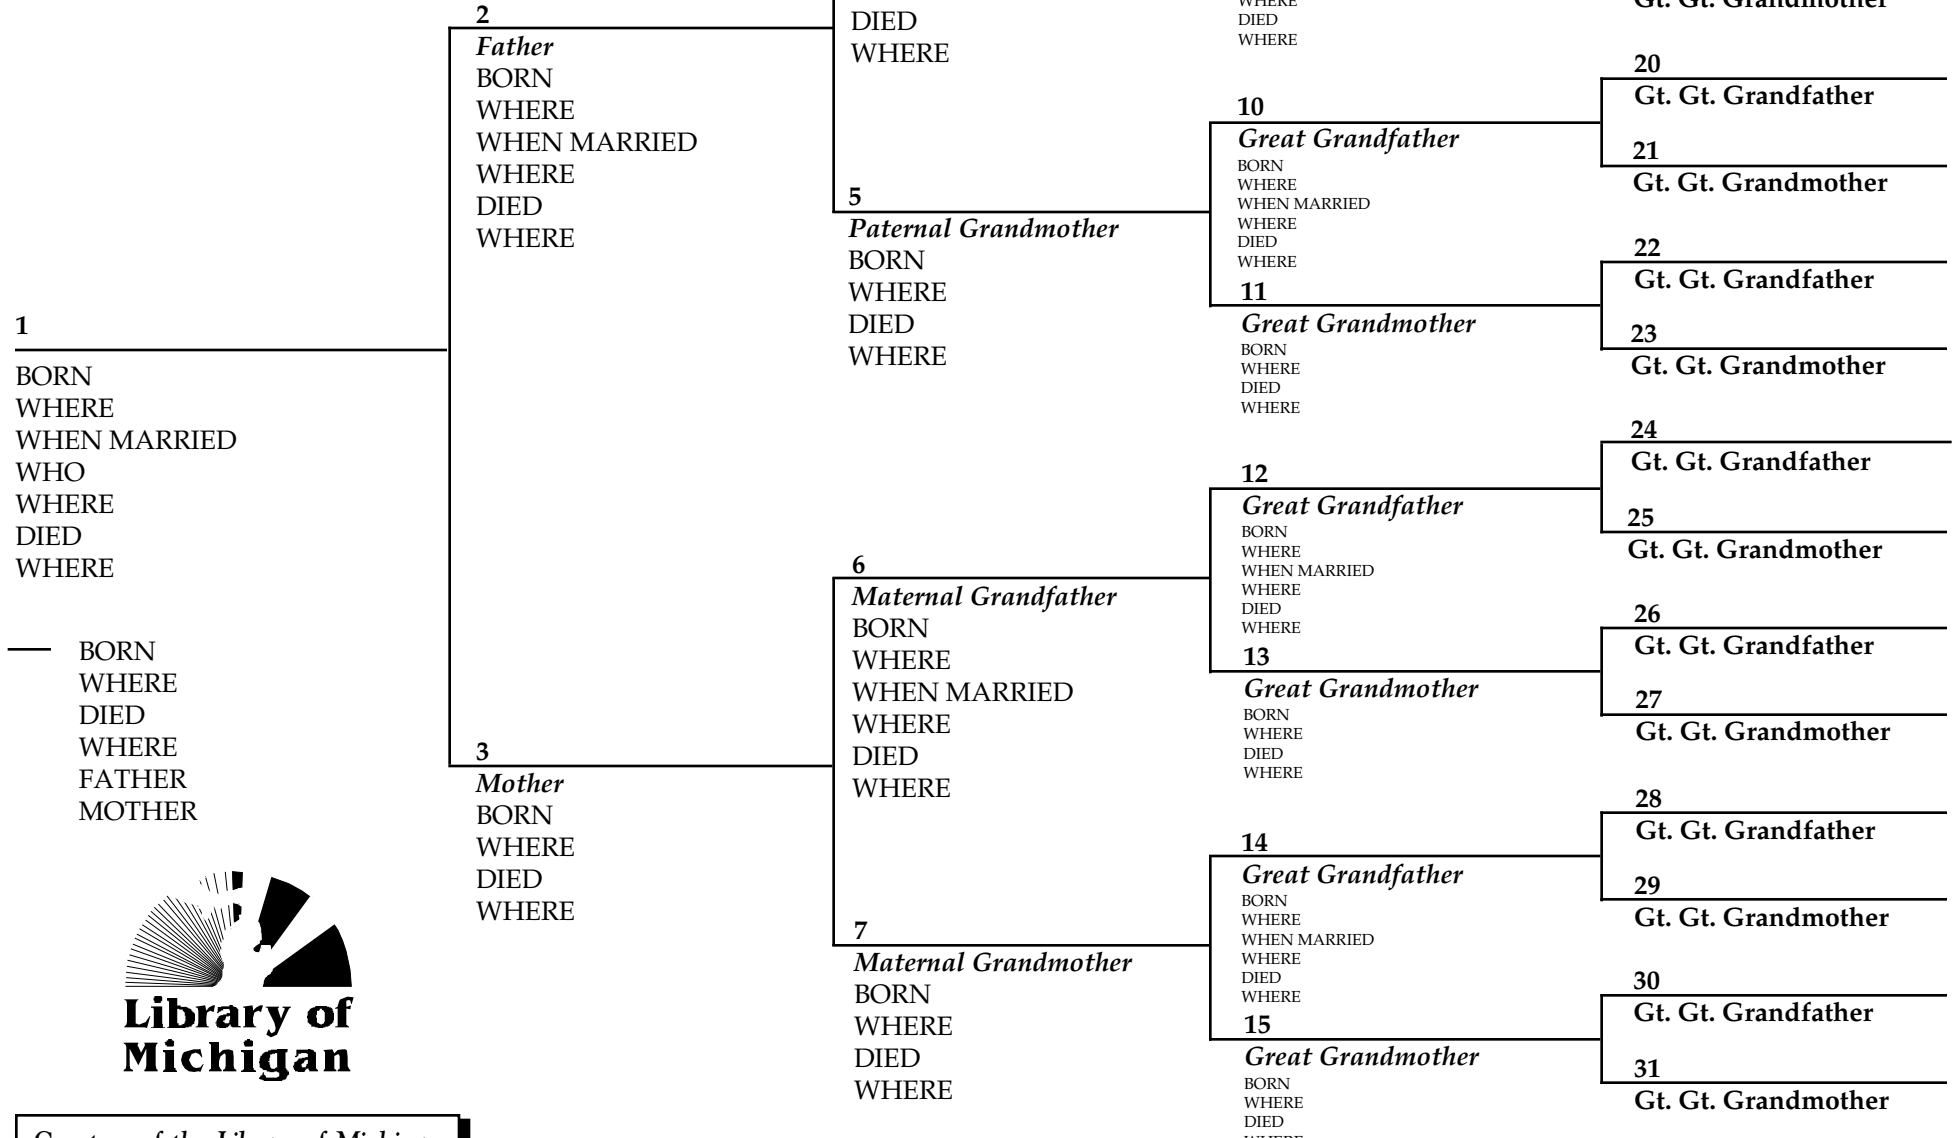 1
BORN
WHERE
WHEN MARRIED
WHO
WHERE
DIED
WHERE
BORN
WHERE
DIED
WHERE
FATHER
MOTHER
Library of
Michigan
Courtesy of the Library of Michigan
2
Father
BORN
WHERE
WHEN MARRIED
WHERE
DIED
WHERE
3
Mother
BORN
WHERE
DIED
WHERE
DIED
WHERE
5
Paternal Grandmother
BORN
WHERE
DIED
WHERE
6
Maternal Grandfather
BORN
WHERE
WHEN MARRIED
WHERE
DIED
WHERE
7
Maternal Grandmother
BORN
WHERE
DIED
WHERE
WHERE
DIED
WHERE
10
Great Grandfather
BORN
WHERE
WHEN MARRIED
WHERE
DIED
WHERE
11
Great Grandmother
BORN
WHERE
DIED
WHERE
12
Great Grandfather
BORN
WHERE
WHEN MARRIED
WHERE
DIED
WHERE
13
Great Grandmother
BORN
WHERE
DIED
WHERE
14
Great Grandfather
BORN
WHERE
WHEN MARRIED
WHERE
DIED
WHERE
15
Great Grandmother
BORN
WHERE
DIED
WHERE
Gt. Gt. Grandmother
20
Gt. Gt. Grandfather
21
Gt. Gt. Grandmother
22
Gt. Gt. Grandfather
23
Gt. Gt. Grandmother
24
Gt. Gt. Grandfather
25
Gt. Gt. Grandmother
26
Gt. Gt. Grandfather
27
Gt. Gt. Grandmother
28
Gt. Gt. Grandfather
29
Gt. Gt. Grandmother
30
Gt. Gt. Grandfather
31
Gt. Gt. Grandmother